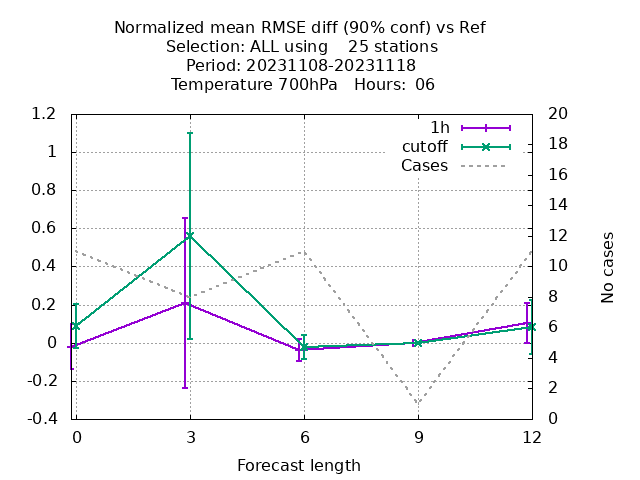 Normalized mean RMSE diff (90% conf) vs Ref
Selection: ALL using    25 stations
Period: 20231108-20231118
Temperature 700hPa   Hours:  06
1h
cutoff
Cases
1.2
1
0.8
0.6
0.4
0.2
0
-0.2
-0.4
20
18
16
14
12
10
8
6
4
2
0
No cases
0 3 6 9 12
Forecast length